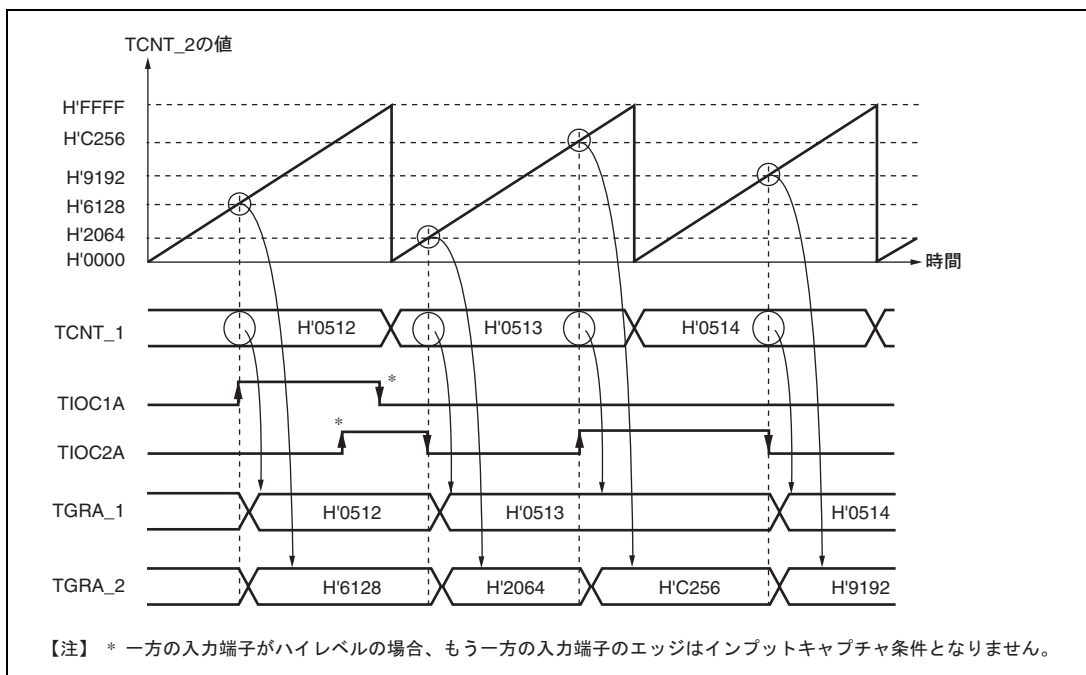 TCNT_2の値
H'FFFF
H'C256
H'9192
H'6128
H'2064
H'0000
時間
TCNT_1 H'0512 H'0513 H'0514
TIOC1A *
TIOC2A *
TGRA_1 H'0512 H'0513 H'0514
TGRA_2 H'6128 H'2064 H'C256 H'9192
【注】 * 一方の入力端子がハイレベルの場合、もう一方の入力端子のエッジはインプットキャプチャ条件となりません。